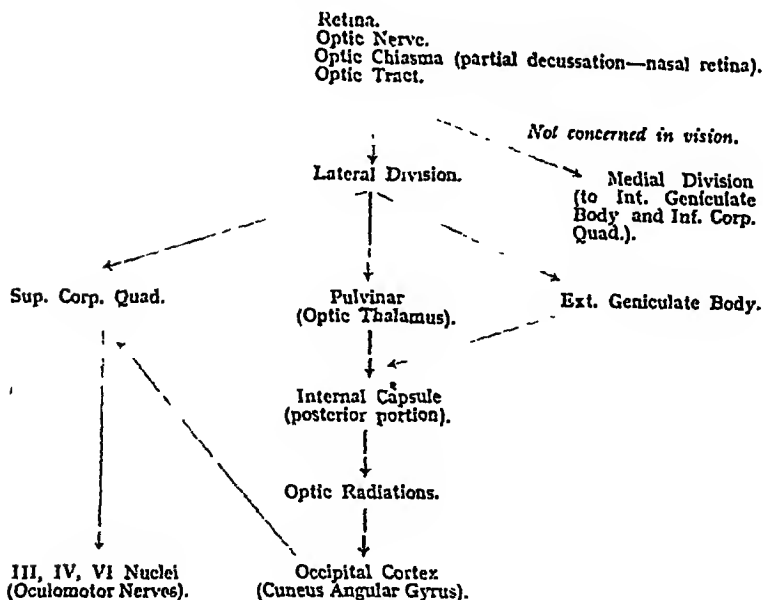 Retina.
Optic Nerve.
Optic Chiasma (partial decussation—nasal retina).
Optic Tract.
Not concerned in vision.
Lateral Division.
Medial Division
(to Int. Geniculate
Body and Inf. Corp.
Quad.).
Sup. Corp. Quad.
Pulvinar
(Optic Thalamus).
Ext. Geniculate Body.
Internal Capsule
(posterior portion).
Optic Radiations.
III, IV, VI Nuclei
(Oculomotor Nerves).
Occipital Cortex
(Cuneus Angular Gyrus).